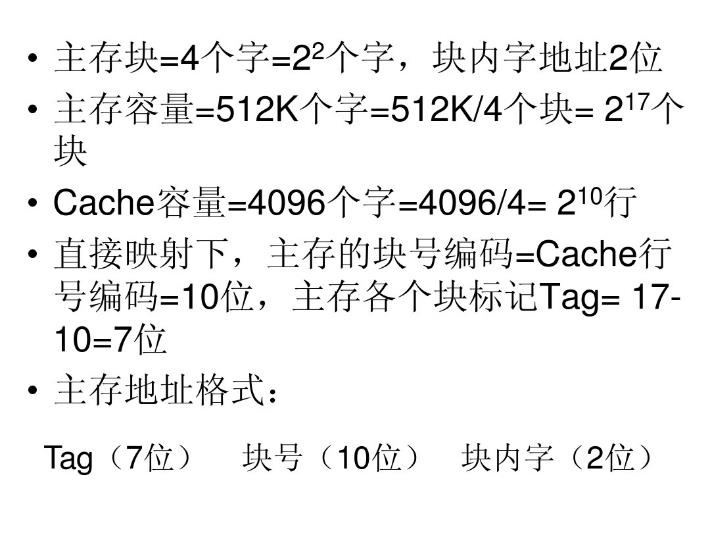 • 主存块=4个字=2²个字，块内字地址2位
• 主存容量=512K个字=512K/4个块= 2¹⁷个
块
• Cache容量=4096个字=4096/4= 2¹⁰行
• 直接映射下，主存的块号编码=Cache行
号编码=10位，主存各个块标记Tag= 17-
10=7位
• 主存地址格式：
Tag（7位） 块号（10位） 块内字（2位）